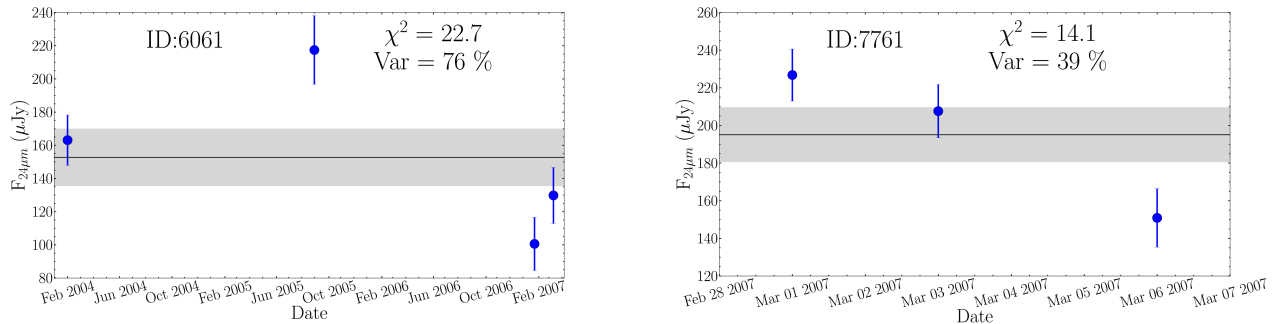 ID:6061
χ² = 22.7
Var = 76 %
F₂₄μm (μJy)
240
220
200
180
160
140
120
100
80
Feb 2004 Jun 2004 Oct 2004 Feb 2005 Jun 2005 Oct 2005 Feb 2006 Jun 2006 Oct 2006 Feb 2007
Date
ID:7761
χ² = 14.1
Var = 39 %
F₂₄μm (μJy)
260
240
220
200
180
160
140
120
Feb 28 2007 Mar 01 2007 Mar 02 2007 Mar 03 2007 Mar 04 2007 Mar 05 2007 Mar 06 2007 Mar 07 2007
Date